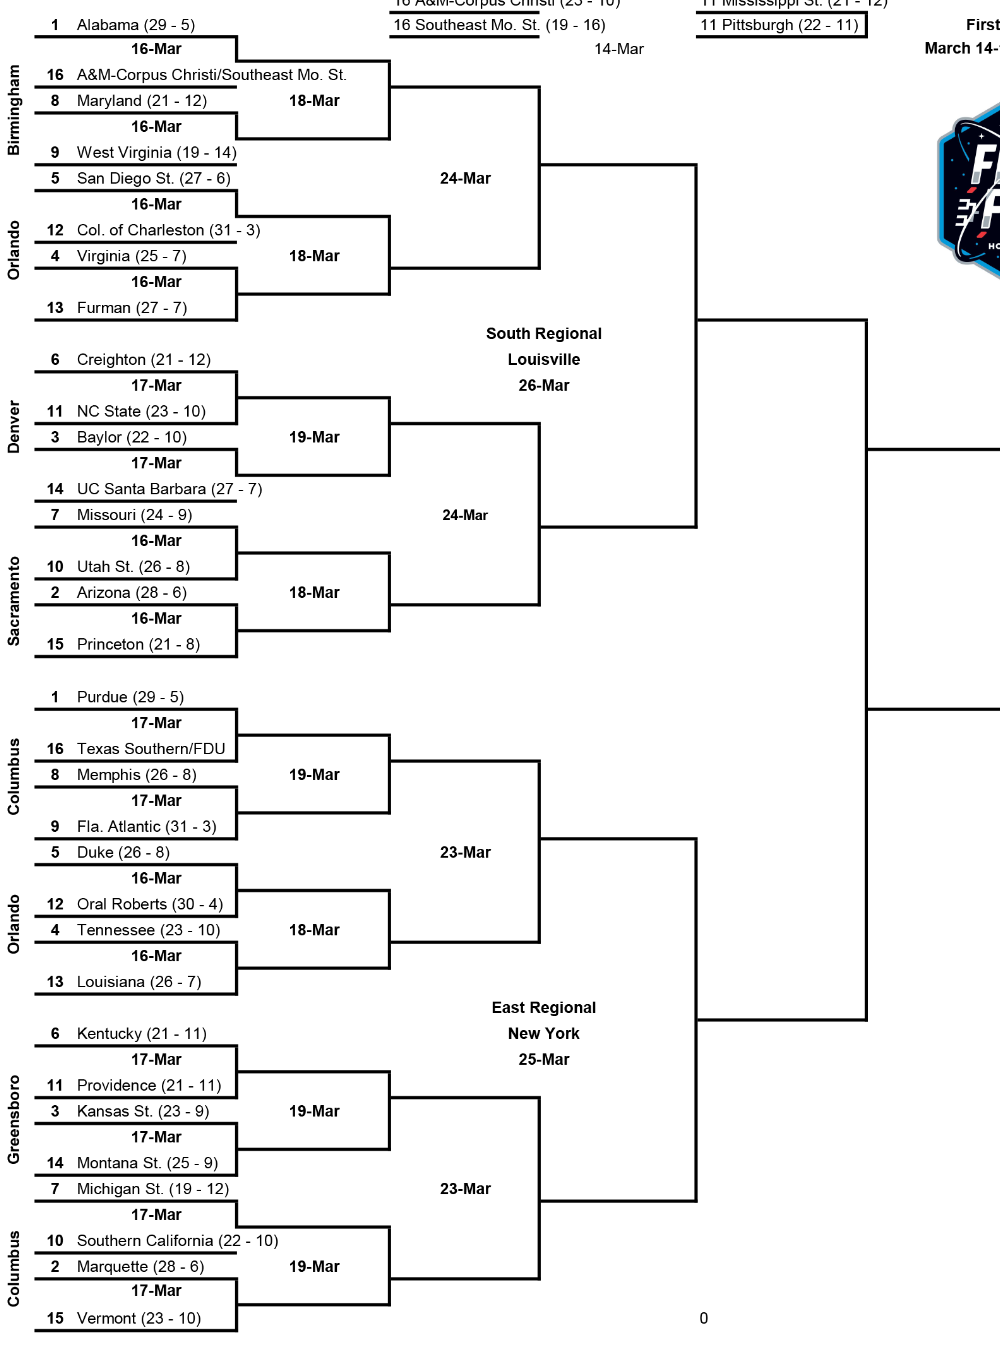 16 A&M-Corpus Christi (23 - 10)
11 Mississippi St. (21 - 12)
1 Alabama (29 - 5)
16 Southeast Mo. St. (19 - 16)
11 Pittsburgh (22 - 11)
First
16-Mar
14-Mar
March 14-
Birmingham
16 A&M-Corpus Christi/Southeast Mo. St.
8 Maryland (21 - 12)
18-Mar
16-Mar
9 West Virginia (19 - 14)
5 San Diego St. (27 - 6)
24-Mar
16-Mar
Orlando
12 Col. of Charleston (31 - 3)
4 Virginia (25 - 7)
18-Mar
16-Mar
13 Furman (27 - 7)
HO
South Regional
Louisville
26-Mar
6 Creighton (21 - 12)
17-Mar
Denver
11 NC State (23 - 10)
3 Baylor (22 - 10)
19-Mar
17-Mar
14 UC Santa Barbara (27 - 7)
7 Missouri (24 - 9)
24-Mar
16-Mar
Sacramento
10 Utah St. (26 - 8)
2 Arizona (28 - 6)
18-Mar
16-Mar
15 Princeton (21 - 8)
1 Purdue (29 - 5)
17-Mar
Columbus
16 Texas Southern/FDU
8 Memphis (26 - 8)
19-Mar
17-Mar
9 Fla. Atlantic (31 - 3)
5 Duke (26 - 8)
23-Mar
16-Mar
Orlando
12 Oral Roberts (30 - 4)
4 Tennessee (23 - 10)
18-Mar
16-Mar
13 Louisiana (26 - 7)
East Regional
New York
25-Mar
6 Kentucky (21 - 11)
17-Mar
Greensboro
11 Providence (21 - 11)
3 Kansas St. (23 - 9)
19-Mar
17-Mar
14 Montana St. (25 - 9)
7 Michigan St. (19 - 12)
23-Mar
17-Mar
Columbus
10 Southern California (22 - 10)
2 Marquette (28 - 6)
19-Mar
17-Mar
15 Vermont (23 - 10)
0